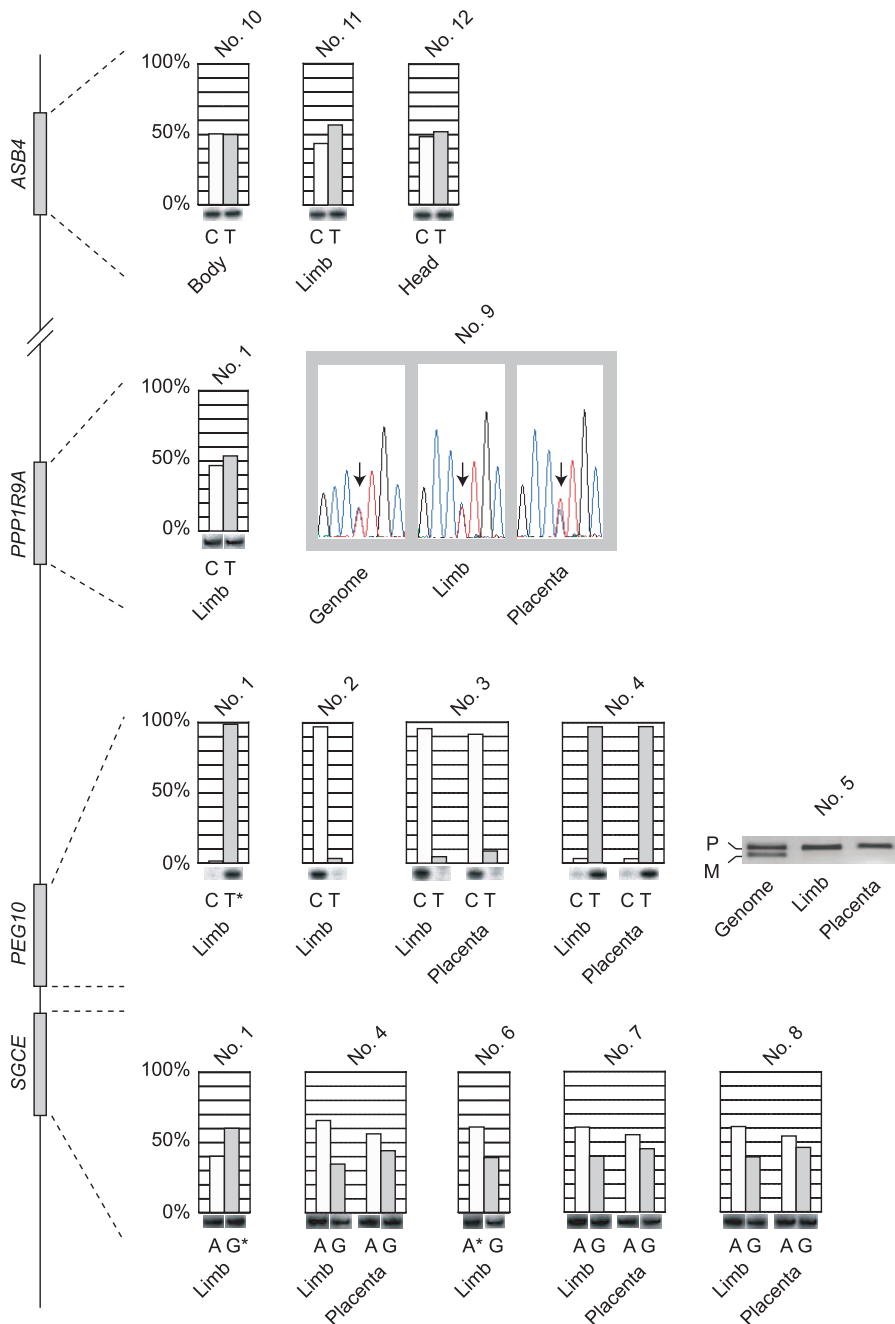 No. 10
No. 11
No. 12
100%
50%
0%
ASB4
C T
C T
C T
Body
Limb
Head
No. 1
No. 9
100%
50%
0%
PPP1R9A
C T
Limb
Genome
Limb
Placenta
No. 1
No. 2
No. 3
No. 4
No. 5
100%
50%
0%
P
M
PEG10
C T*
C T
C T
C T
C T
C T
Limb
Limb
Limb
Placenta
Limb
Placenta
Genome
Limb
Placenta
No. 1
No. 4
No. 6
No. 7
No. 8
100%
50%
0%
SGCE
A G*
A G
A G
A* G
A G
A G
A G
A G
Limb
Limb
Placenta
Limb
Limb
Placenta
Limb
Placenta